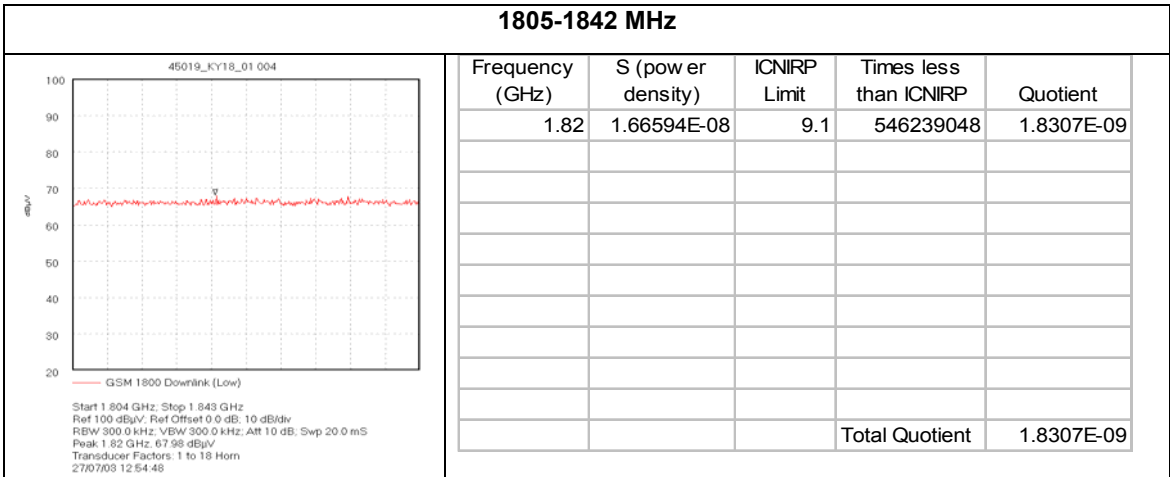 1805-1842 MHz
45019_KY18_01 004
100
90
80
70
60
50
40
30
20
dBµV
GSM 1800 Downlink (Low)
Start 1.804 GHz; Stop 1.843 GHz
Ref 100 dBµV; Ref Offset 0.0 dB; 10 dB/div
RBW 300.0 kHz; VBW 300.0 kHz; Att 10 dB; Swp 20.0 mS
Peak 1.82 GHz, 67.98 dBµV
Transducer Factors: 1 to 18 Horn
27/07/03 12:54:48
Frequency (GHz) S (pow er density) ICNIRP Limit Times less than ICNIRP Quotient
1.82 1.66594E-08 9.1 546239048 1.8307E-09
Total Quotient 1.8307E-09